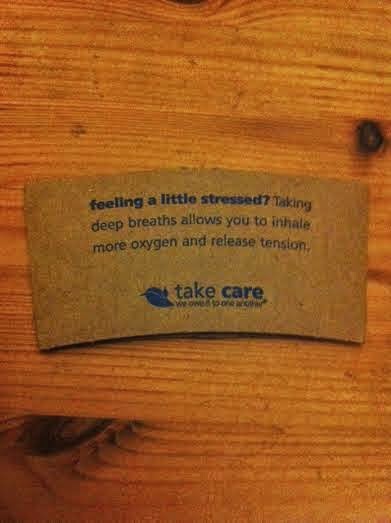 feeling a little stressed? Taking
deep breaths allows you to inhale
more oxygen and release tension.
take care
we owe it to one another®